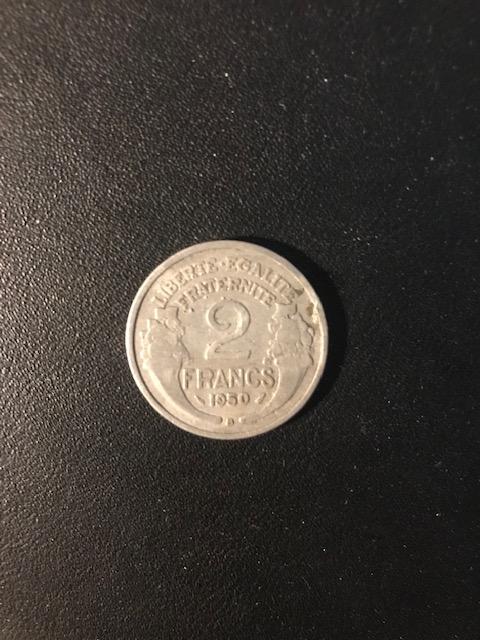 LIBERTE·EGALITE
FRATERNITE
2
FRANCS
1950
B